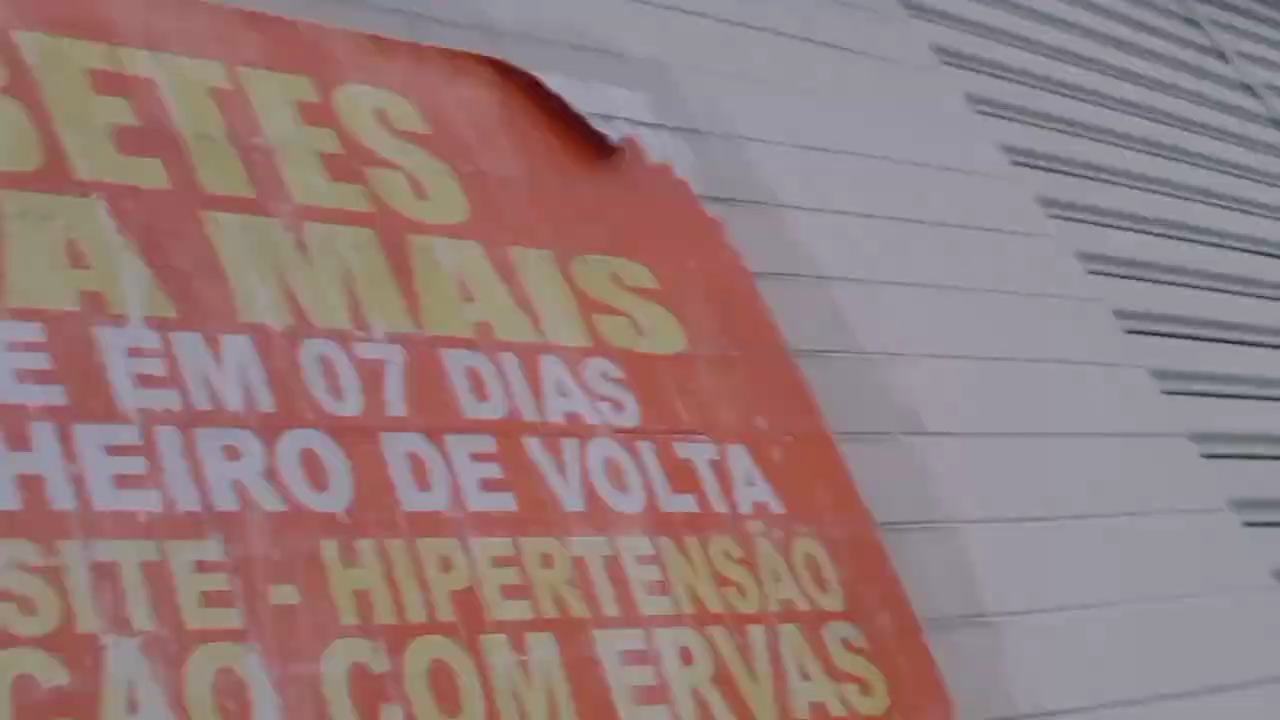 BETES
A MAIS
E EM 07 DIAS
HEIRO DE VOLTA
SITE - HIPERTENSÃO
ÇÃO COM ERVAS